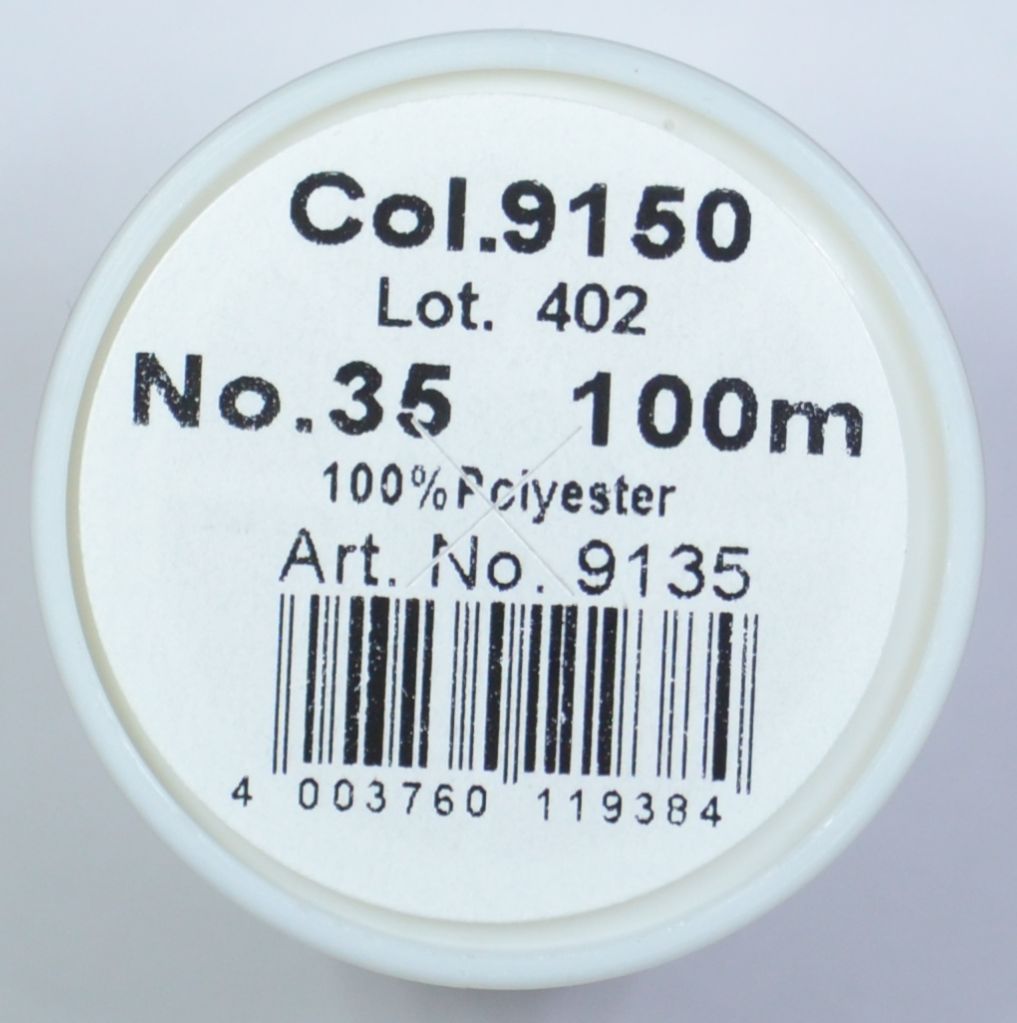 Col.9150
Lot. 402
No.35 100m
100% Polyester
Art. No. 9135
4 003760 119384